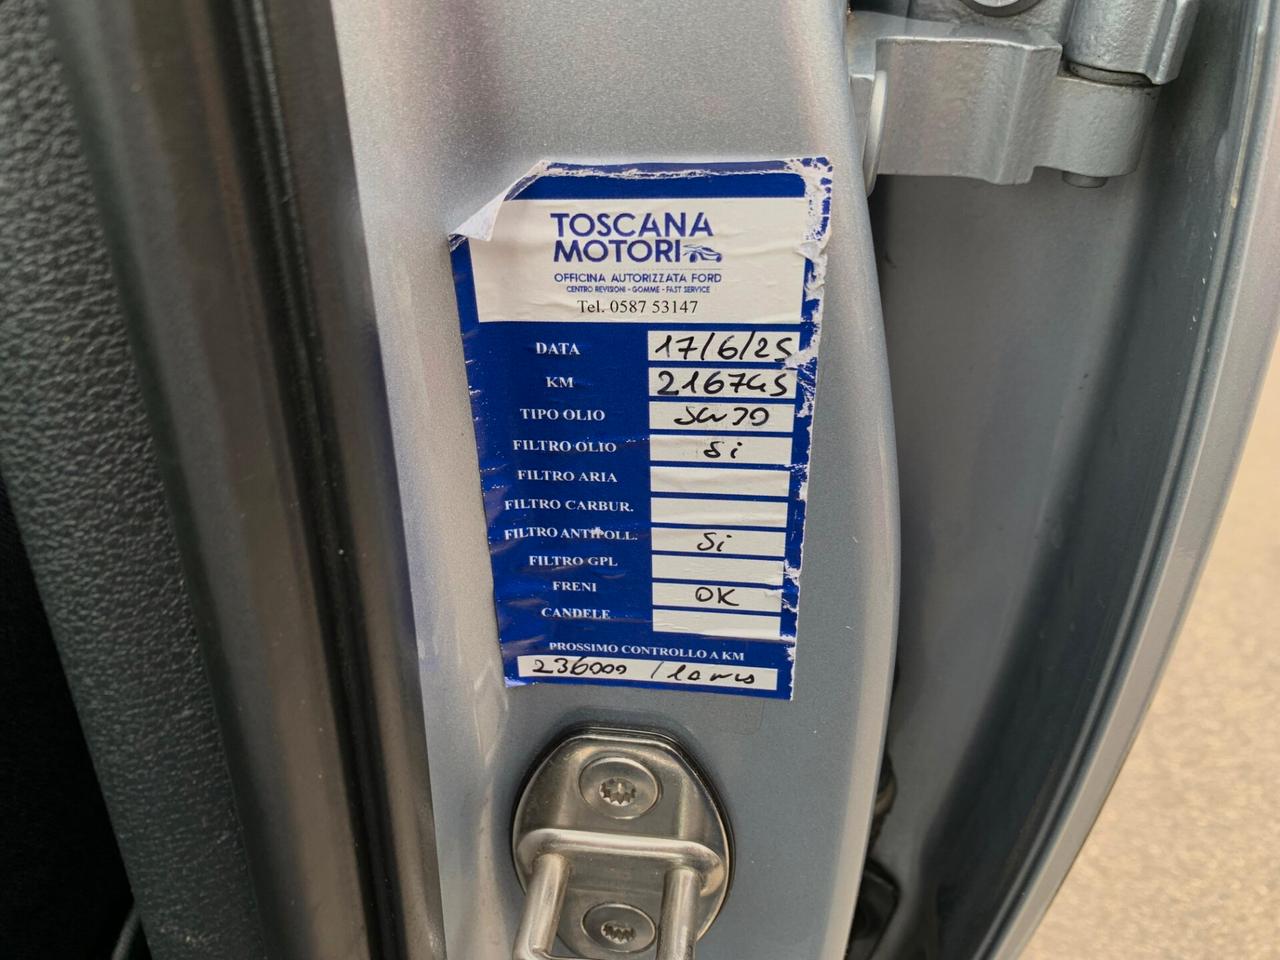 TOSCANA
MOTORI
OFFICINA AUTORIZZATA FORD
CENTRO REVISIONI - GOMME - FAST SERVICE
Tel. 0587 53147
DATA 17/6/25
KM 216745
TIPO OLIO 5W30
FILTRO OLIO Si
FILTRO ARIA
FILTRO CARBUR.
FILTRO ANTIPOLL. Si
FILTRO GPL
FRENI OK
CANDELE
PROSSIMO CONTROLLO A KM
236000 /